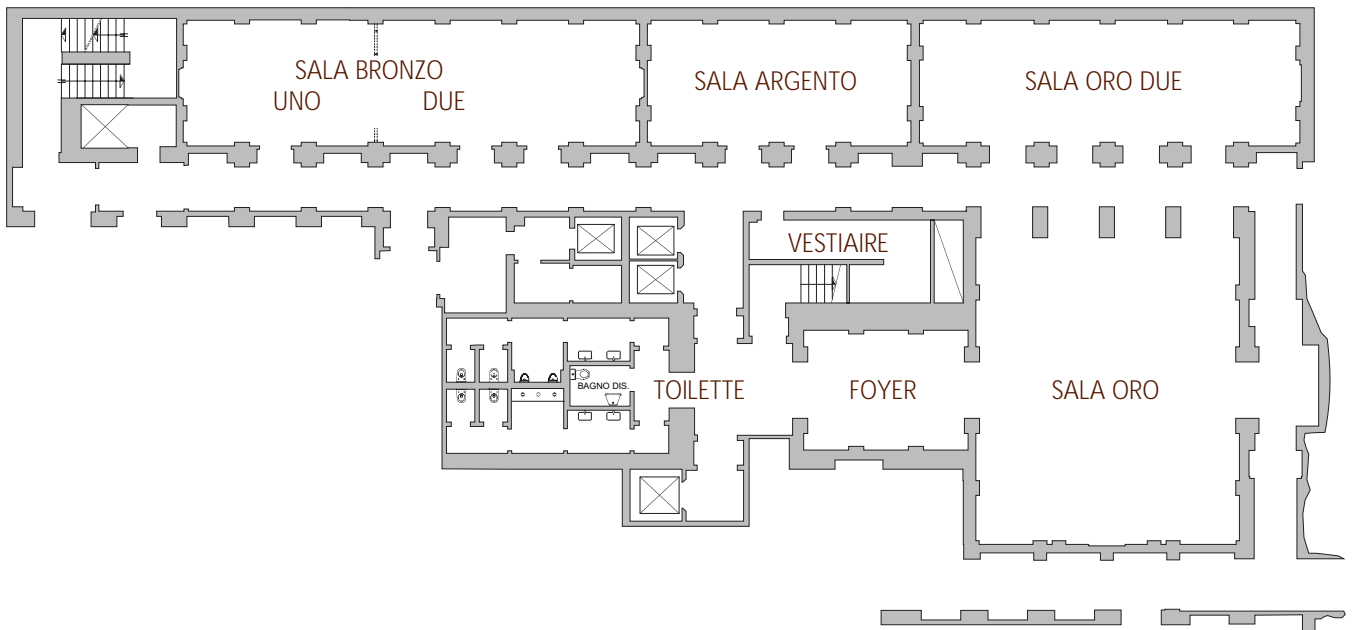 SALA BRONZO
UNO DUE
SALA ARGENTO
SALA ORO DUE
VESTIAIRE
BAGNO DIS.
TOILETTE
FOYER
SALA ORO